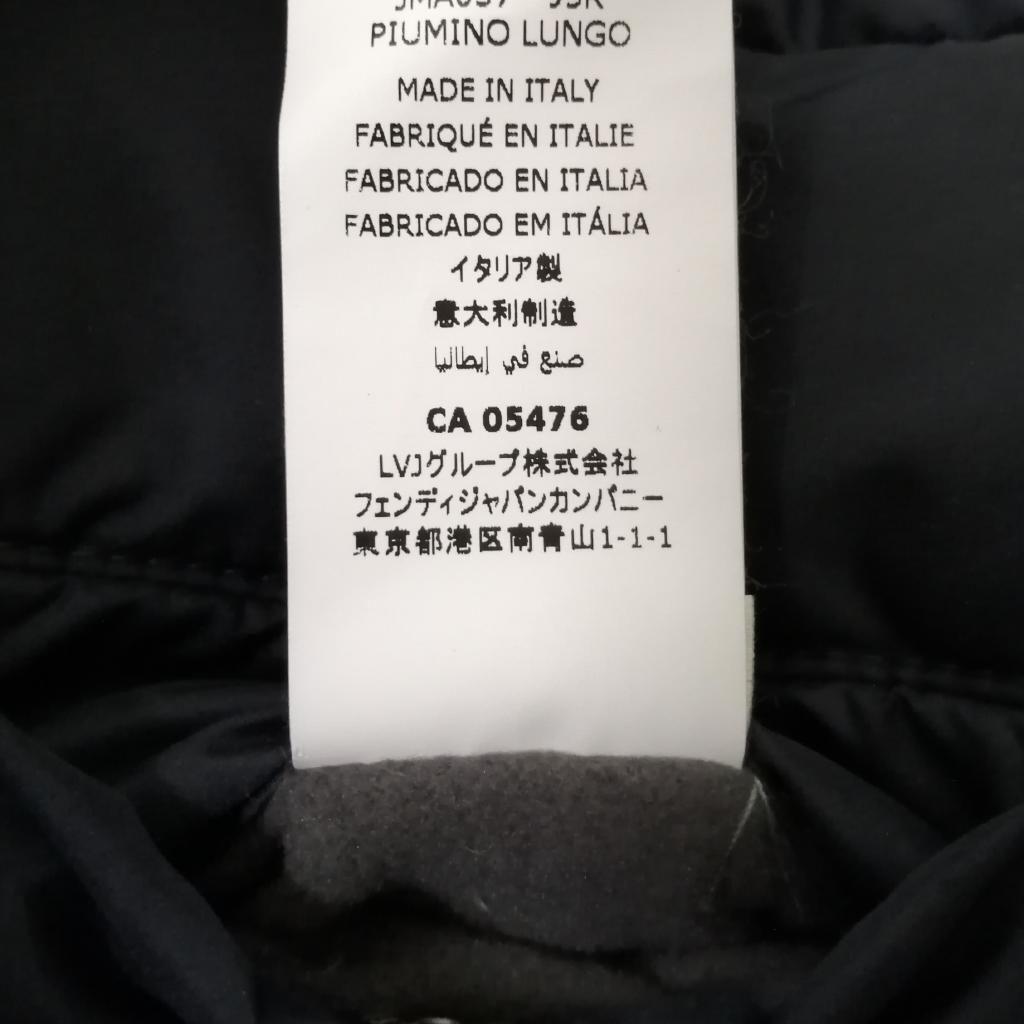 PIUMINO LUNGO
MADE IN ITALY
FABRIQUÉ EN ITALIE
FABRICADO EN ITALIA
FABRICADO EM ITÁLIA
イタリア製
意大利制造
صنع في إيطاليا
CA 05476
LVJグループ株式会社
フェンディジャパンカンパニー
東京都港区南青山1-1-1